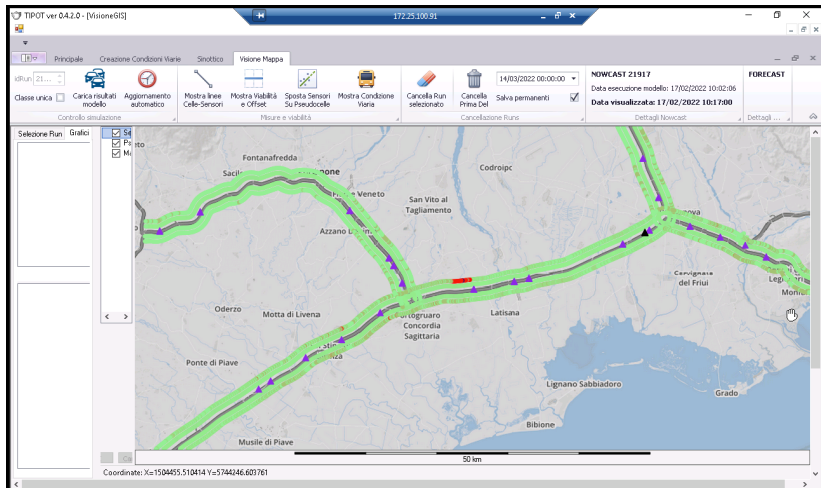 TIPOT ver 0.4.2.0 - [VisioneGIS]
172.25.100.91
Principale Creazione Condizioni Viarie Sinottico Visione Mappa
idRun 21...
Classe unica
Carica risultati modello
Aggiornamento automatico
Controllo simulazione
Mostra linee Celle-Sensori
Mostra Viabilità e Offset
Sposta Sensori Su Pseudocelle
Mostra Condizione Viaria
Misure e viabilità
Cancella Run selezionato
Cancella Prima Del
14/03/2022 00:00:00
Salva permanenti
Cancellazione Runs
NOWCAST 21917
Data esecuzione modello: 17/02/2022 10:02:06
Data visualizzata: 17/02/2022 10:17:00
Dettagli Nowcast
FORECAST
Dettagli ...
Selezione Run Grafici
Fontanafredda
Codroipc
San Vito al
Tagliamento
Oderzo
Motta di Livenza
Concordia
Sagittaria
Latisana
Cervignano
del Friui
Ponte di Piave
Lignano Sabbiadoro
Grado
Bibione
Musile di Piave
50 km
Coordinate: X=1504455.510414 Y=5744246.603761